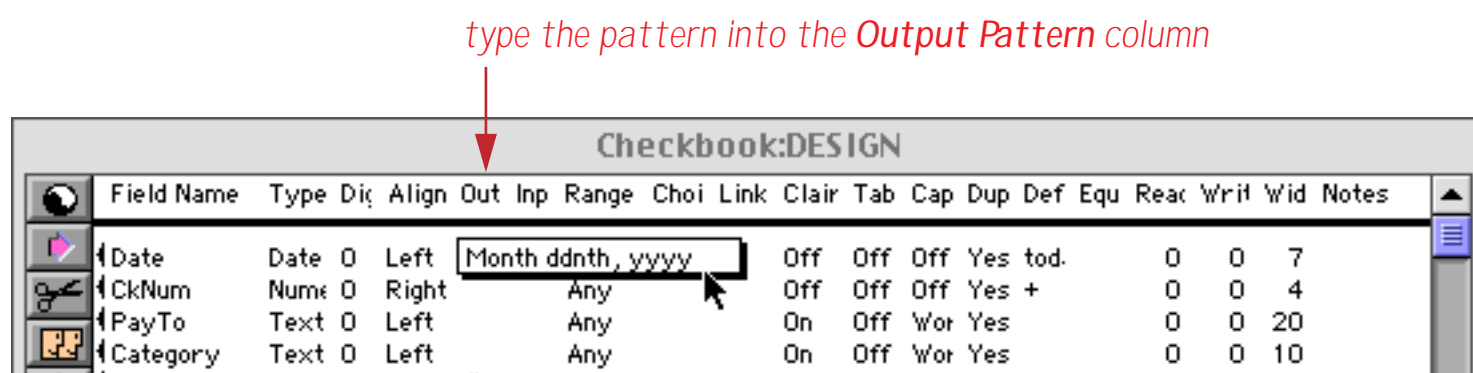 type the pattern into the Output Pattern column
Checkbook:DESIGN
Field Name Type Dig Align Out Inp Range Choi Link Clair Tab Cap Dup Def Equ Read Writ Wid Notes
Date Date 0 Left Month ddnth, yyyy Off Off Off Yes tod. 0 0 7
CkNum Nume 0 Right Any Off Off Off Yes + 0 0 4
PayTo Text 0 Left Any On Off Wor Yes 0 0 20
Category Text 0 Left Any On Off Wor Yes 0 0 10